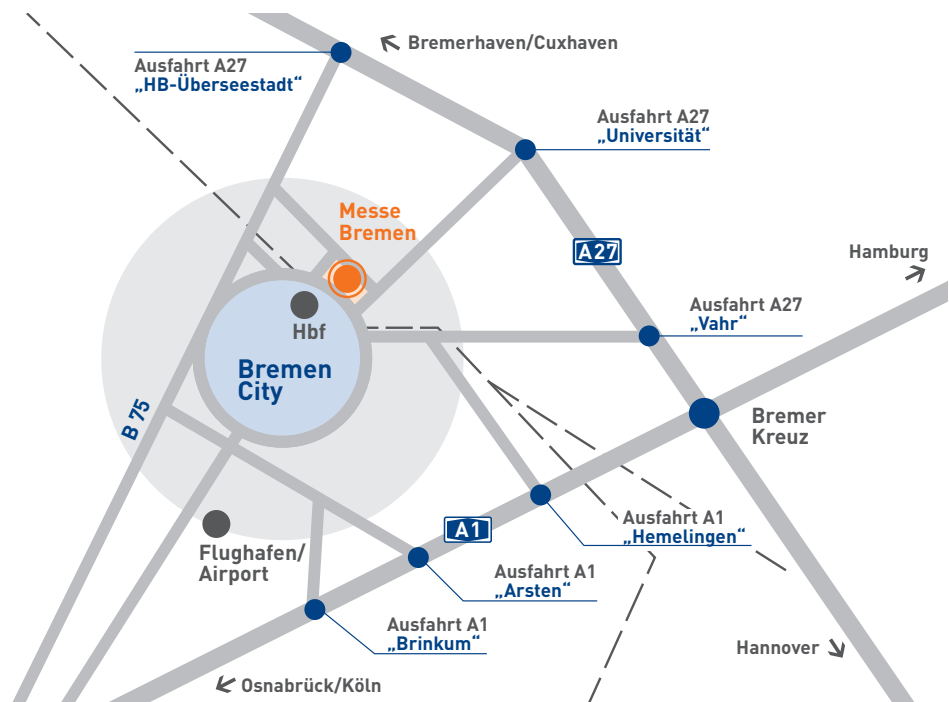 Bremerhaven/Cuxhaven
Ausfahrt A27
„HB-Überseestadt“
Ausfahrt A27
„Universität“
Messe
Bremen
A27
Hamburg
Ausfahrt A27
„Vahr“
Hbf
Bremen
City
B 75
Bremer
Kreuz
Ausfahrt A1
„Hemelingen“
A1
Flughafen/
Airport
Ausfahrt A1
„Arsten“
Ausfahrt A1
„Brinkum“
Hannover
Osnabrück/Köln